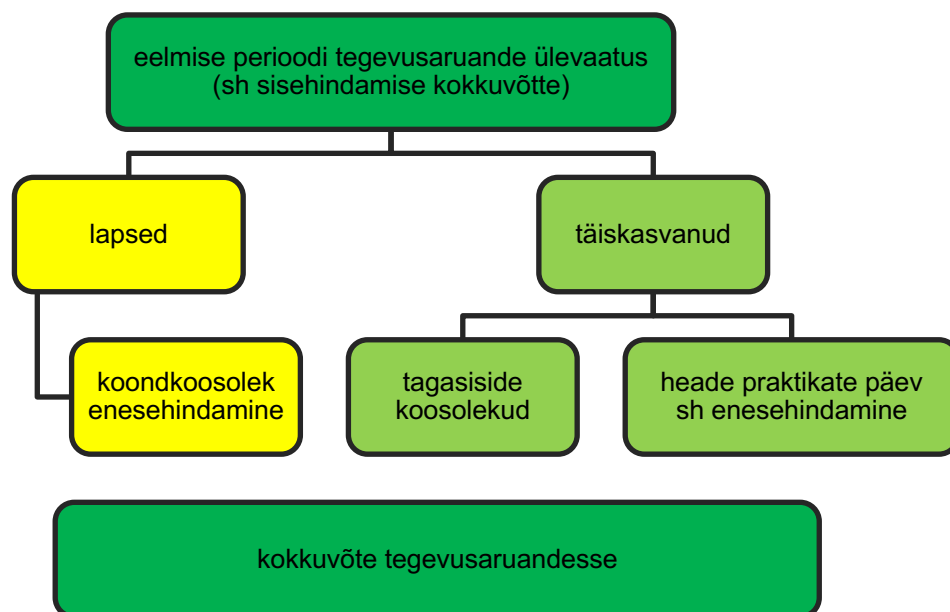 eelmise perioodi tegevusaruande ülevaatus
(sh sisehindamise kokkuvõtte)
lapsed
täiskasvanud
koondkoosolek
enesehindamine
tagasiside
koosolekud
heade praktikate päev
sh enesehindamine
kokkuvõte tegevusaruandesse